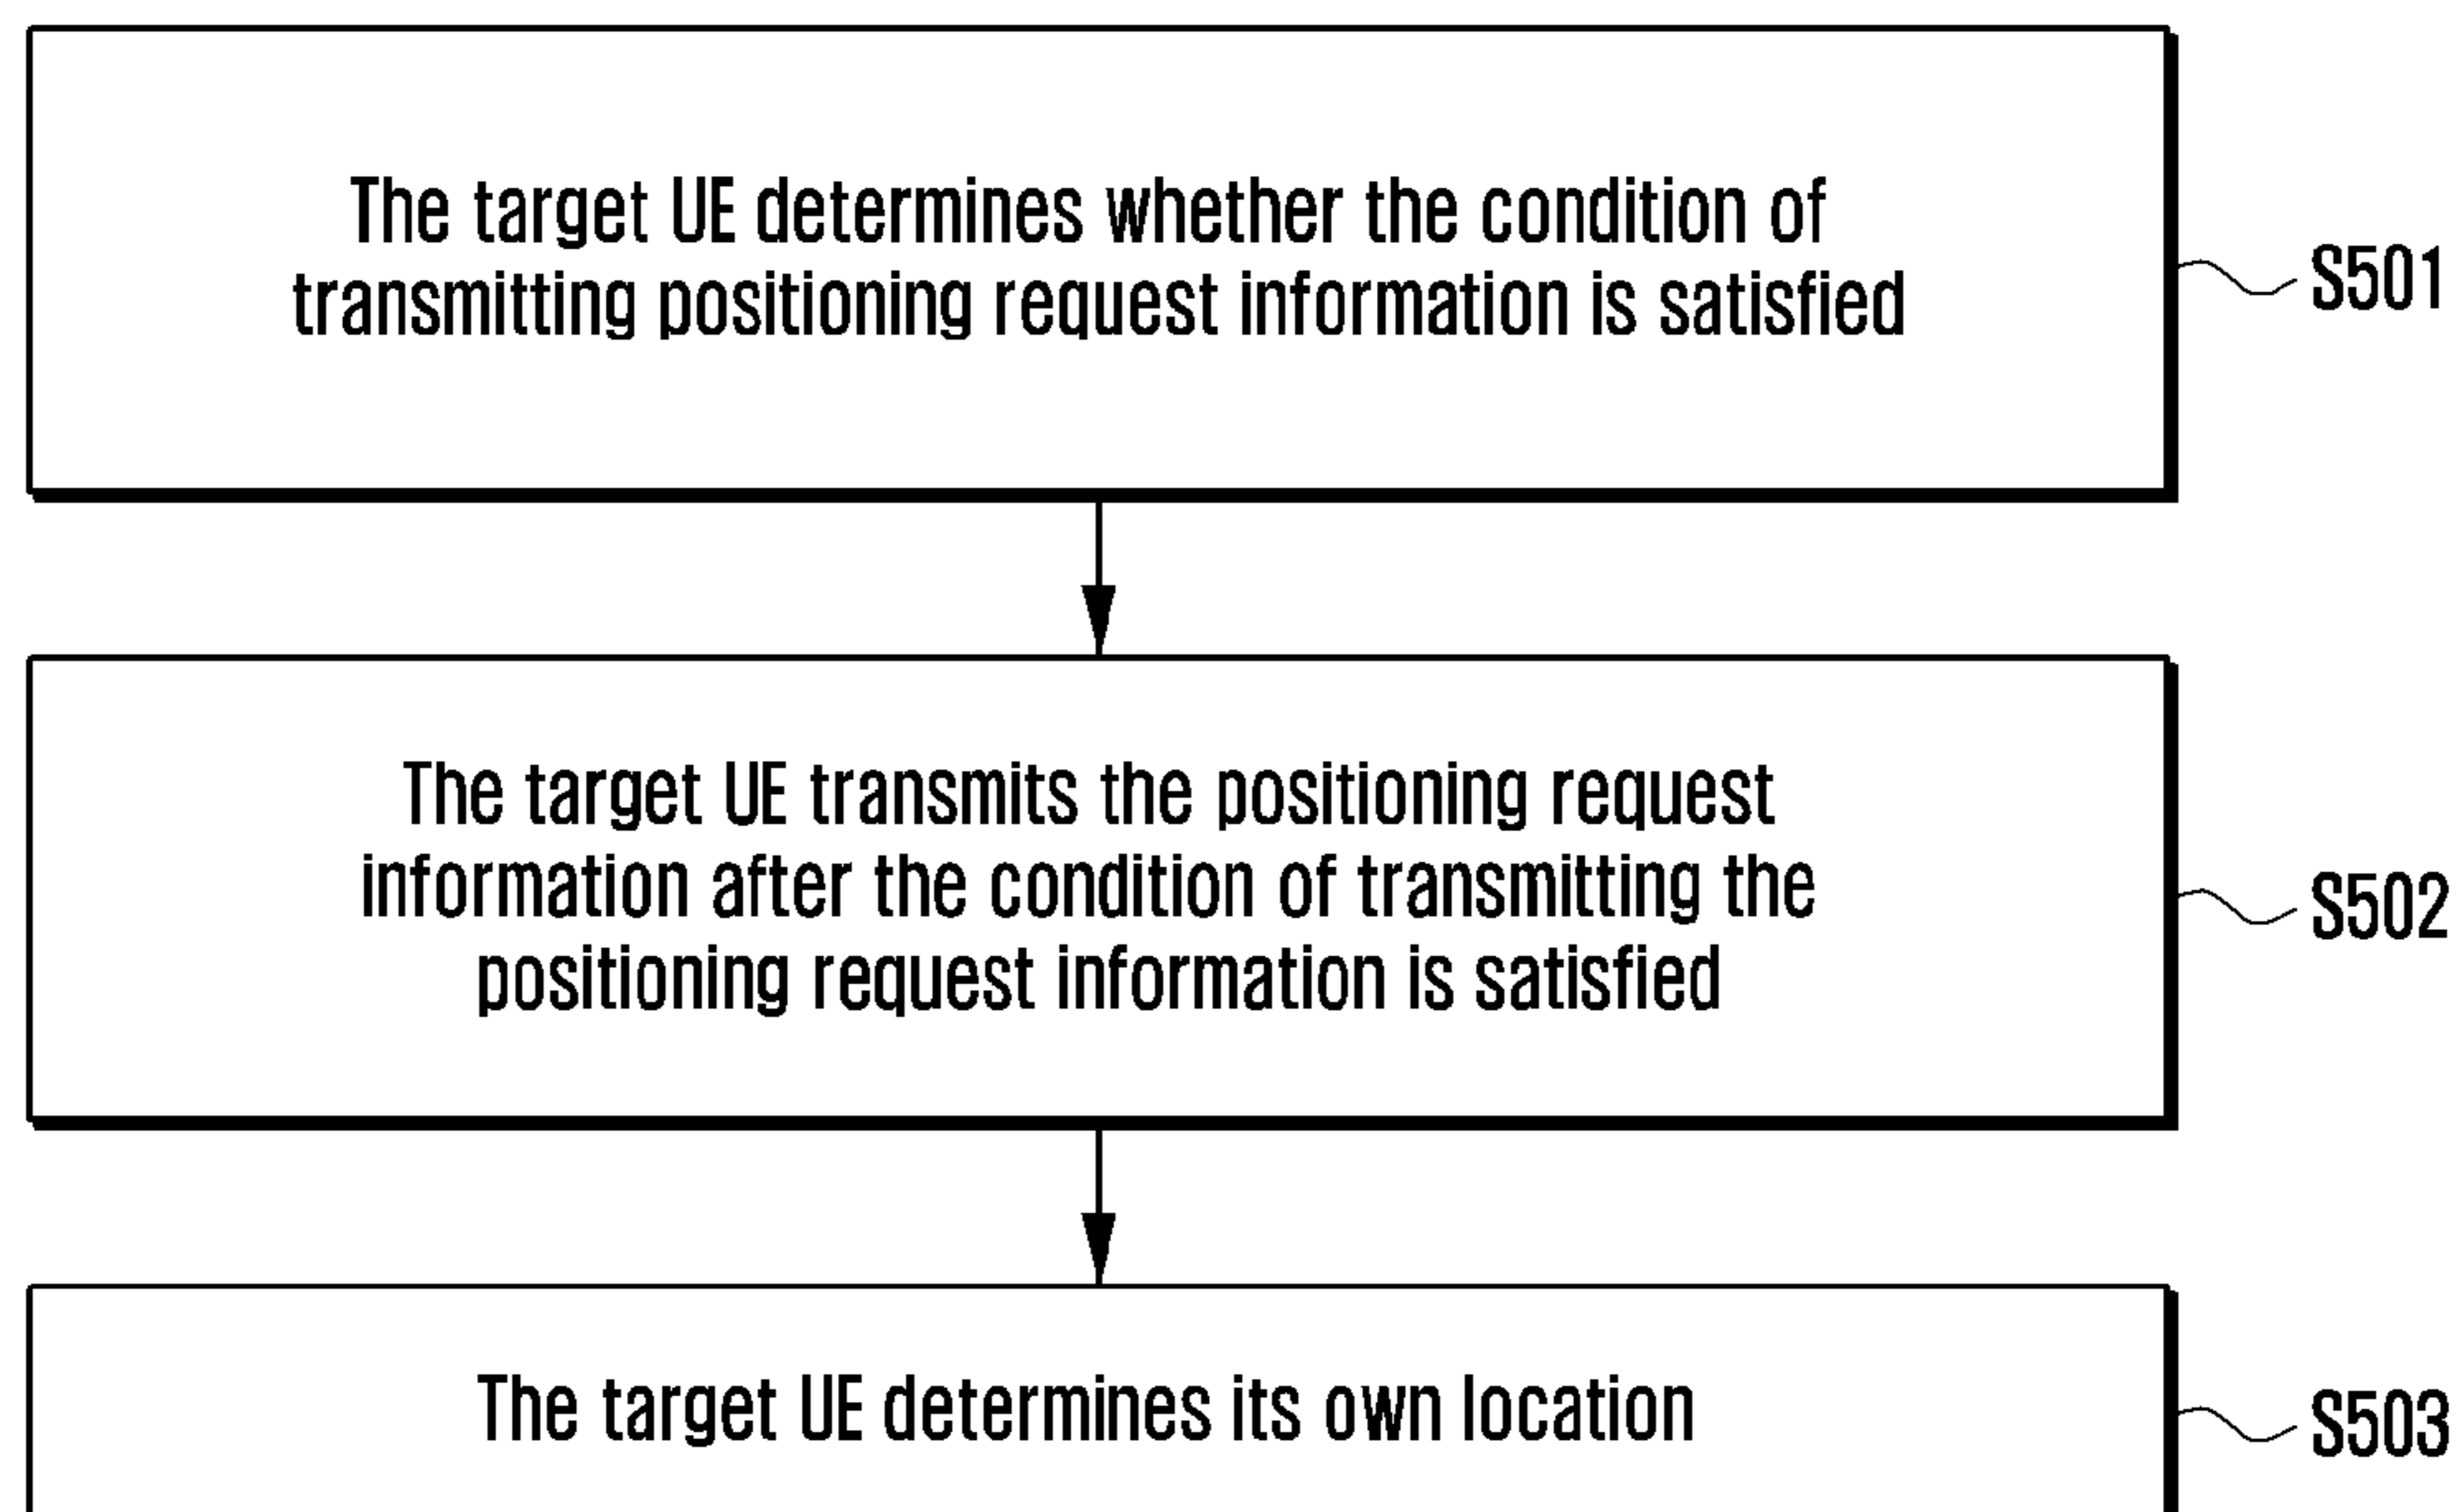 The target UE determines whether the condition of
transmitting positioning request information is satisfied
S501
The target UE transmits the positioning request
information after the condition of transmitting the
positioning request information is satisfied
S502
The target UE determines its own location
S503